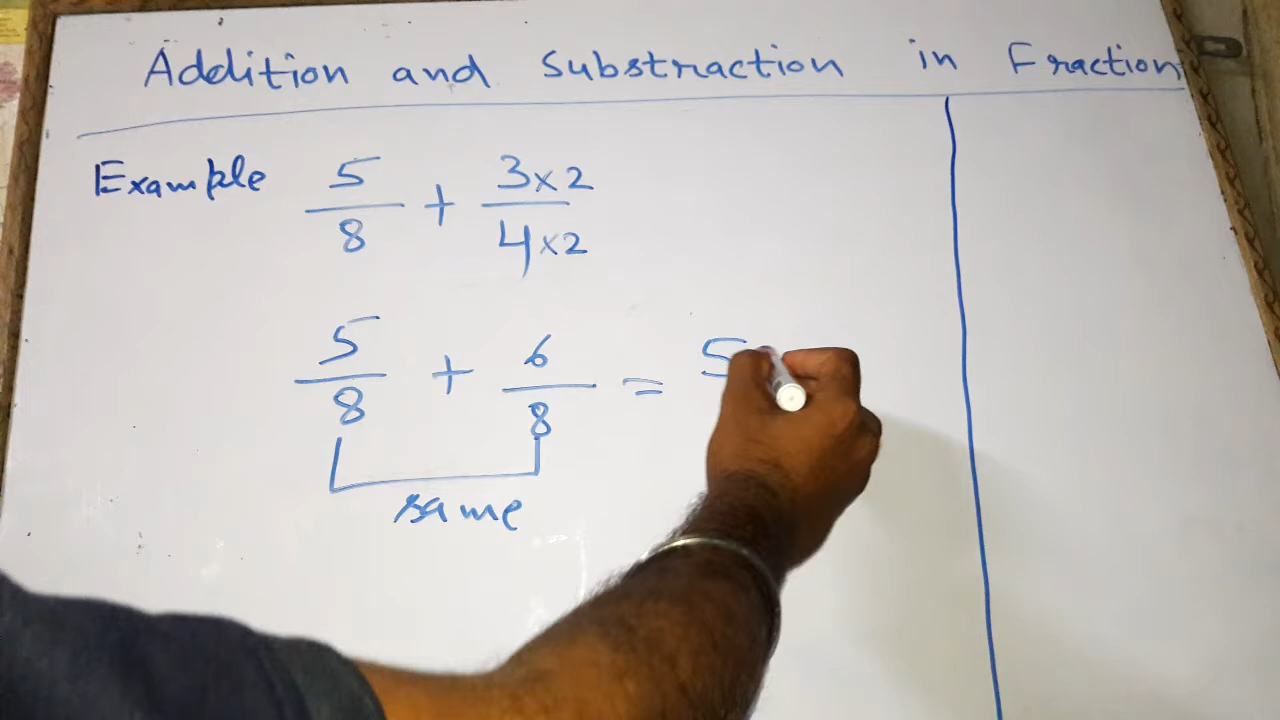 Addition and Substraction in Fraction
Example 5/8 + 3×2/4×2
5/8 + 6/8 = 5
same